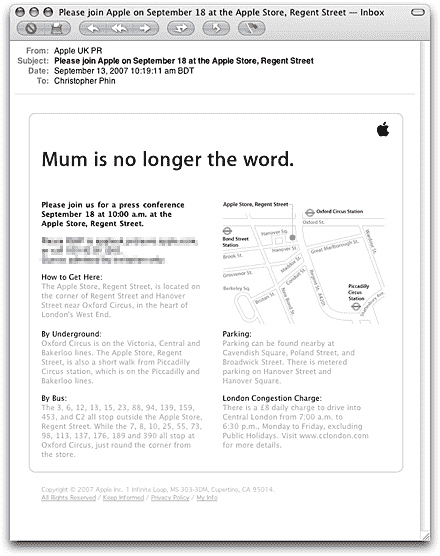 Please join Apple on September 18 at the Apple Store, Regent Street — Inbox
From: Apple UK PR
Subject: Please join Apple on September 18 at the Apple Store, Regent Street
Date: September 13, 2007 10:19:11 am BDT
To: Christopher Phin
Mum is no longer the word.
Please join us for a press conference
September 18 at 10:00 a.m. at the
Apple Store, Regent Street.
How to Get Here:
The Apple Store, Regent Street, is located on
the corner of Regent Street and Hanover
Street near Oxford Circus, in the heart of
London's West End.
Apple Store, Regent Street
Oxford Circus Station
Oxford St.
Bond Street
Station
Hanover Sq.
Hanover St.
Brook St.
Great Marlborough St.
Maddox St.
Grosvenor St.
Conduit St.
Berkeley Sq.
Bruton St.
New Bond St.
Regent St.
Wardour St.
Piccadilly
Circus
Station
Shaftesbury Ave.
By Underground:
Oxford Circus is on the Victoria, Central and
Bakerloo lines. The Apple Store, Regent
Street, is also a short walk from Piccadilly
Circus station, which is on the Piccadilly and
Bakerloo lines.
Parking:
Parking can be found nearby at
Cavendish Square, Poland Street, and
Broadwick Street. There is metered
parking on Hanover Street and
Hanover Square.
By Bus:
The 3, 6, 12, 13, 15, 23, 88, 94, 139, 159,
453, and C2 all stop outside the Apple Store,
Regent Street. While the 7, 8, 10, 25, 55, 73,
98, 113, 137, 176, 189 and 390 all stop at
Oxford Circus, just round the corner from
the store.
London Congestion Charge:
There is a £8 daily charge to drive into
Central London from 7:00 a.m. to
6:30 p.m., Monday to Friday, excluding
Public Holidays. Visit www.cclondon.com
for more details.
Copyright © 2007 Apple Inc. 1 Infinite Loop, MS 303-3DM, Cupertino, CA 95014.
All Rights Reserved / Keep Informed / Privacy Policy / My Info